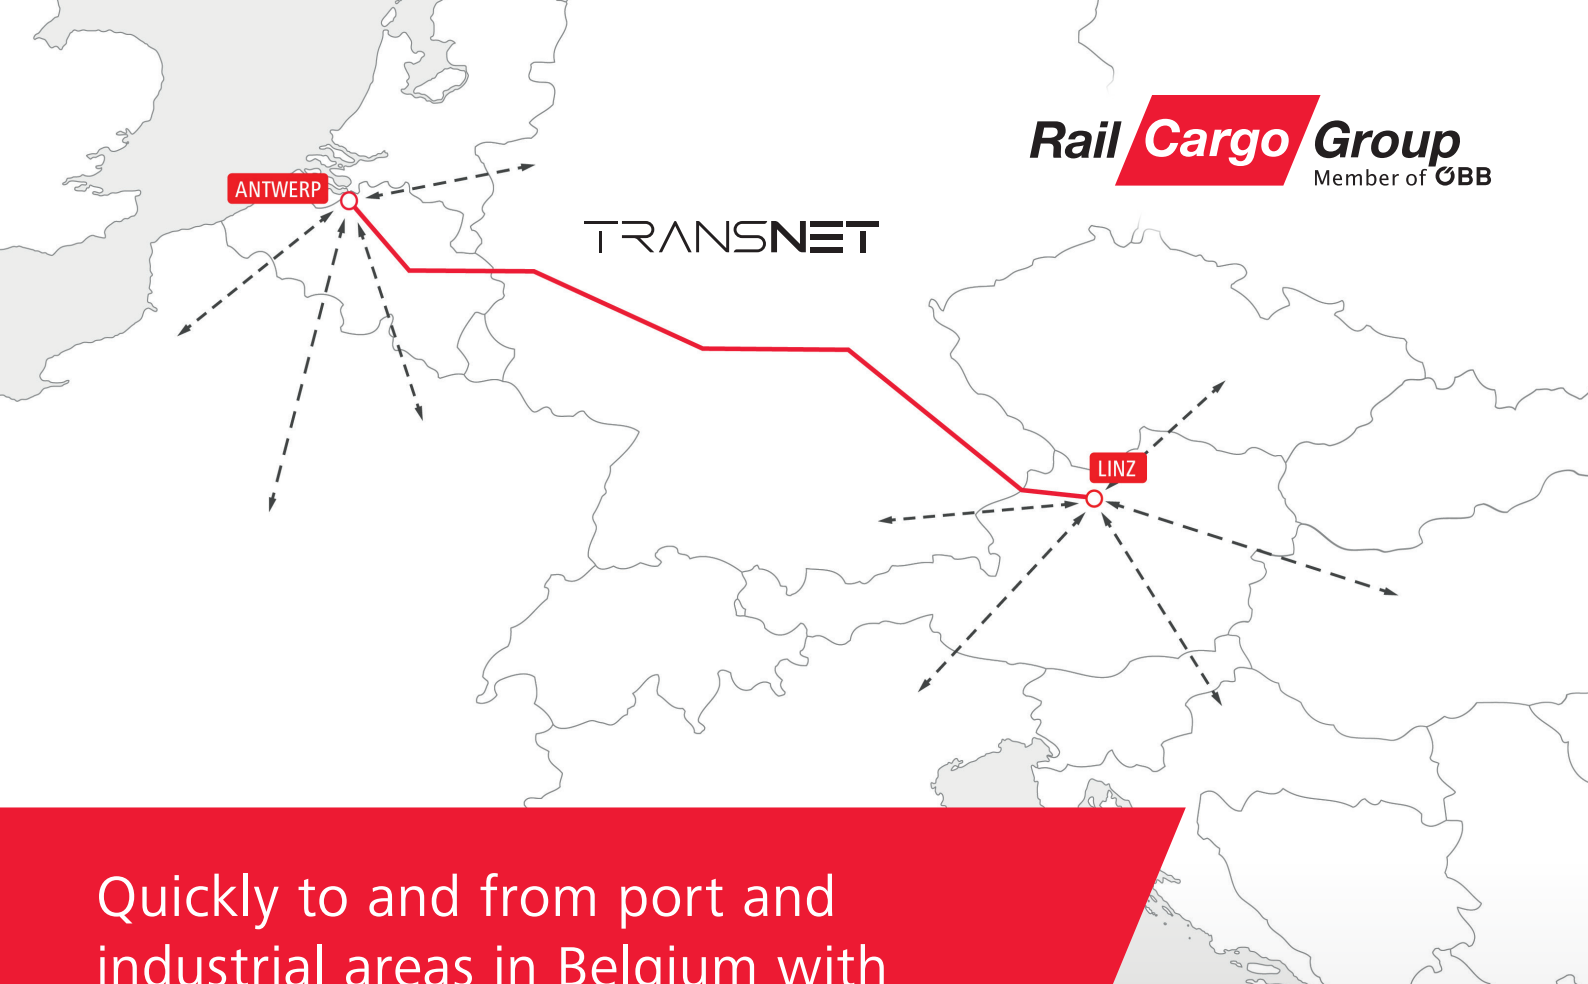 Rail Cargo Group
Member of ÖBB
ANTWERP
TRANSNET
LINZ
Quickly to and from port and
industrial areas in Belgium with